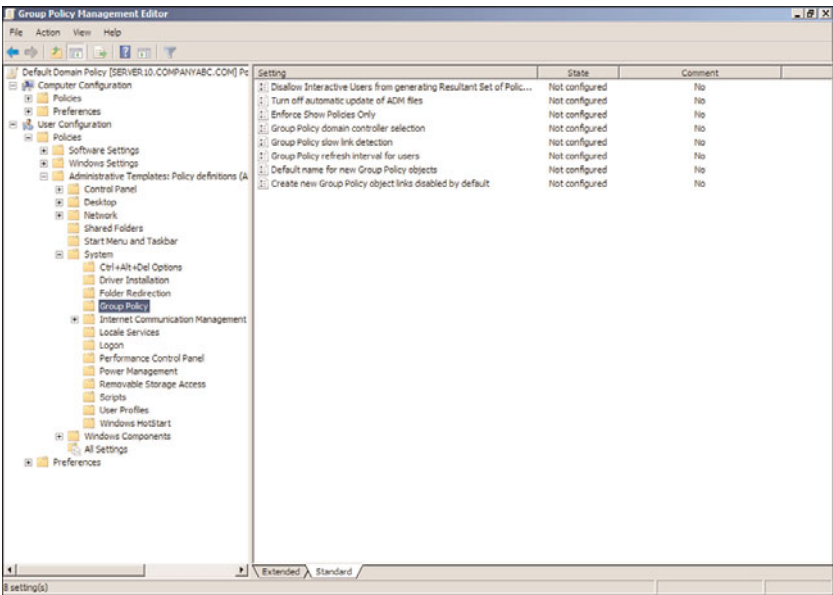 Group Policy Management Editor
File Action View Help
Default Domain Policy [SERVER10.COMPANYABC.COM] Pc
Computer Configuration
Policies
Preferences
User Configuration
Policies
Software Settings
Windows Settings
Administrative Templates: Policy definitions (A
Control Panel
Desktop
Network
Shared Folders
Start Menu and Taskbar
System
Ctrl+Alt+Del Options
Driver Installation
Folder Redirection
Group Policy
Internet Communication Management
Locale Services
Logon
Performance Control Panel
Power Management
Removable Storage Access
Scripts
User Profiles
Windows HotStart
Windows Components
All Settings
Preferences
Setting State Comment
Disallow Interactive Users from generating Resultant Set of Polic... Not configured No
Turn off automatic update of ADM files Not configured No
Enforce Show Policies Only Not configured No
Group Policy domain controller selection Not configured No
Group Policy slow link detection Not configured No
Group Policy refresh interval for users Not configured No
Default name for new Group Policy objects Not configured No
Create new Group Policy object links disabled by default Not configured No
Extended Standard
8 setting(s)